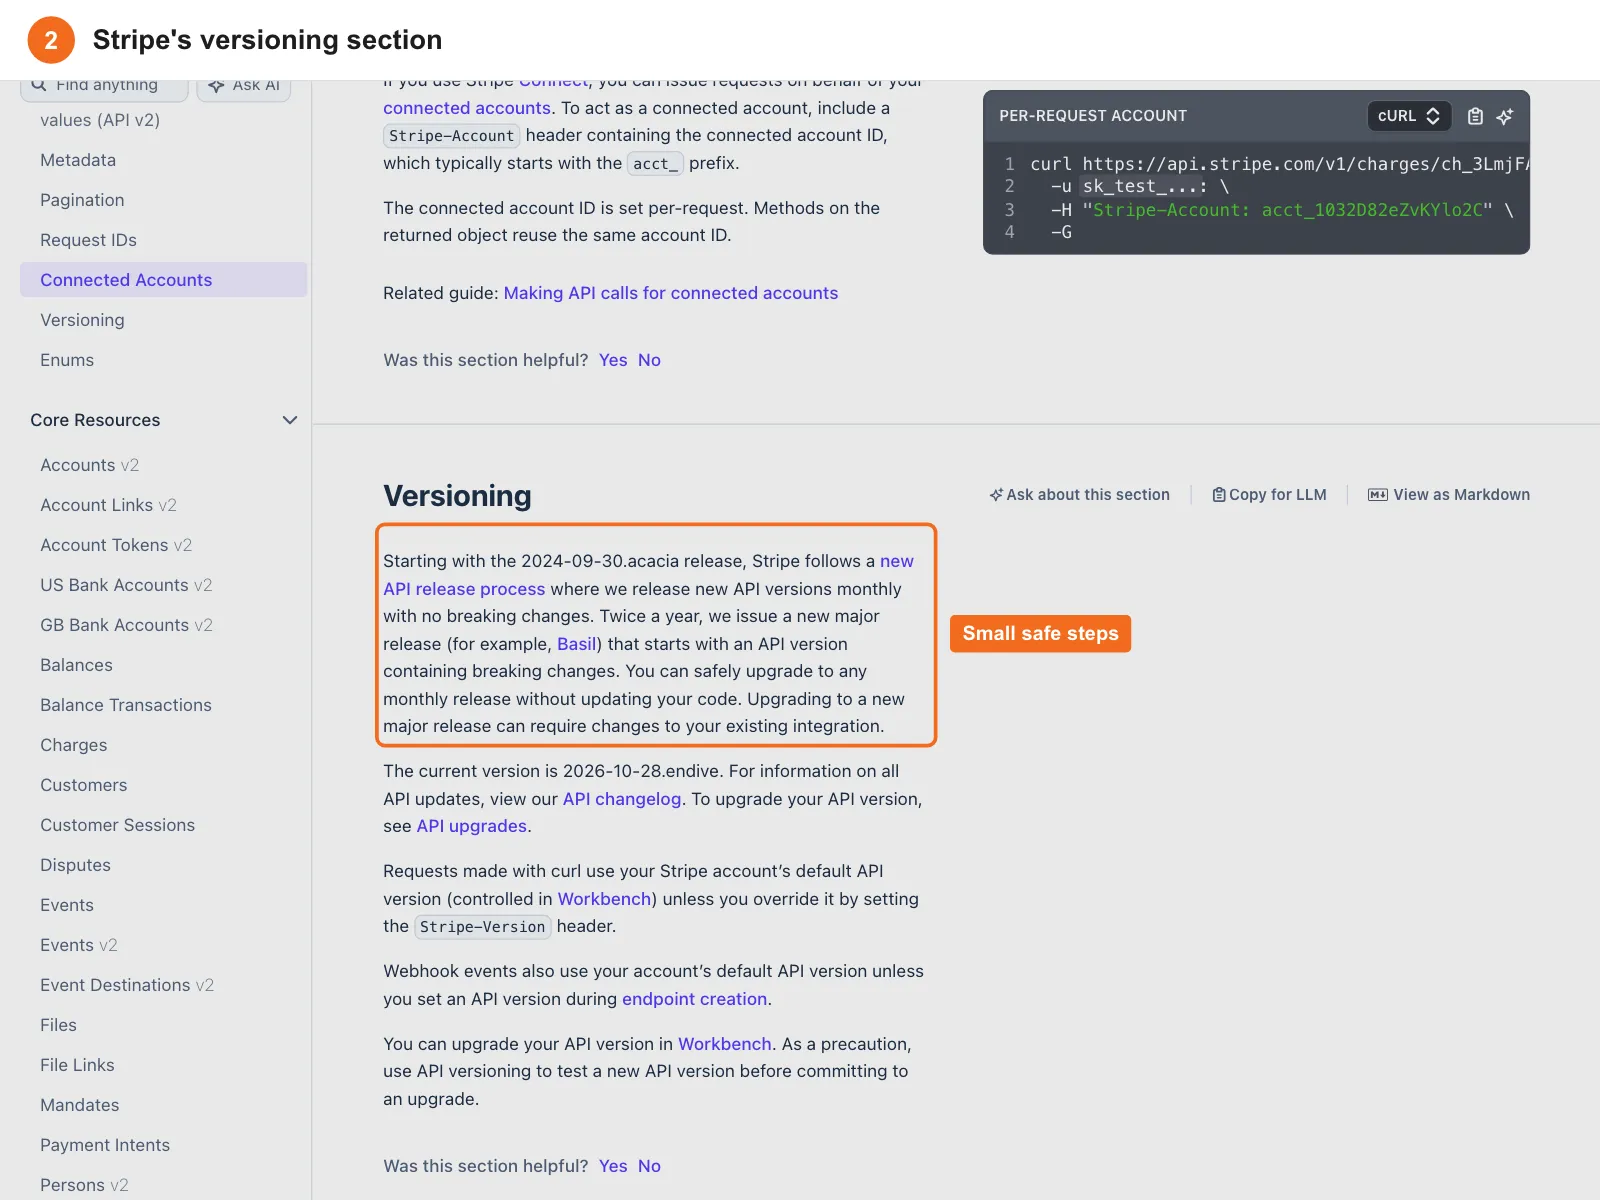 2 Stripe's versioning section
Find anything
Ask AI
values (API v2)
Metadata
Pagination
Request IDs
Connected Accounts
Versioning
Enums
Core Resources
Accounts v2
Account Links v2
Account Tokens v2
US Bank Accounts v2
GB Bank Accounts v2
Balances
Balance Transactions
Charges
Customers
Customer Sessions
Disputes
Events
Events v2
Event Destinations v2
Files
File Links
Mandates
Payment Intents
Persons v2
If you use Stripe Connect, you can issue requests on behalf of your
connected accounts. To act as a connected account, include a
Stripe-Account header containing the connected account ID,
which typically starts with the acct_ prefix.
The connected account ID is set per-request. Methods on the
returned object reuse the same account ID.
Related guide: Making API calls for connected accounts
Was this section helpful? Yes No
PER-REQUEST ACCOUNT
cURL
1 curl https://api.stripe.com/v1/charges/ch_3LmjFA
2 -u sk_test_...: \
3 -H "Stripe-Account: acct_1032D82eZvKYlo2C" \
4 -G
Versioning
Ask about this section
Copy for LLM
View as Markdown
Starting with the 2024-09-30.acacia release, Stripe follows a new
API release process where we release new API versions monthly
with no breaking changes. Twice a year, we issue a new major
release (for example, Basil) that starts with an API version
containing breaking changes. You can safely upgrade to any
monthly release without updating your code. Upgrading to a new
major release can require changes to your existing integration.
Small safe steps
The current version is 2026-10-28.endive. For information on all
API updates, view our API changelog. To upgrade your API version,
see API upgrades.
Requests made with curl use your Stripe account’s default API
version (controlled in Workbench) unless you override it by setting
the Stripe-Version header.
Webhook events also use your account’s default API version unless
you set an API version during endpoint creation.
You can upgrade your API version in Workbench. As a precaution,
use API versioning to test a new API version before committing to
an upgrade.
Was this section helpful? Yes No